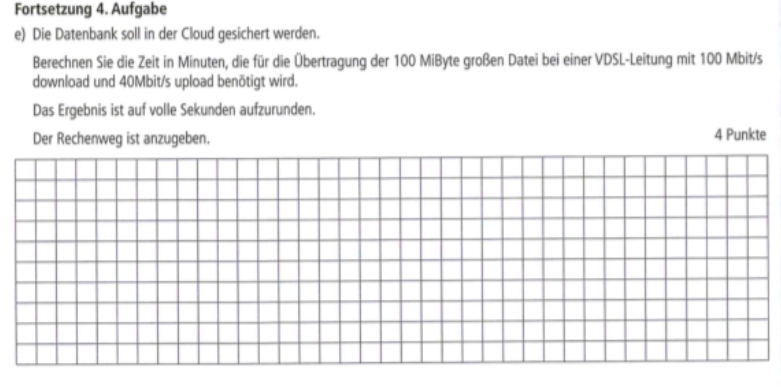 Fortsetzung 4. Aufgabe
e) Die Datenbank soll in der Cloud gesichert werden.
Berechnen Sie die Zeit in Minuten, die für die Übertragung der 100 MiByte großen Datei bei einer VDSL-Leitung mit 100 Mbit/s
download und 40Mbit/s upload benötigt wird.
Das Ergebnis ist auf volle Sekunden aufzurunden.
Der Rechenweg ist anzugeben.
4 Punkte